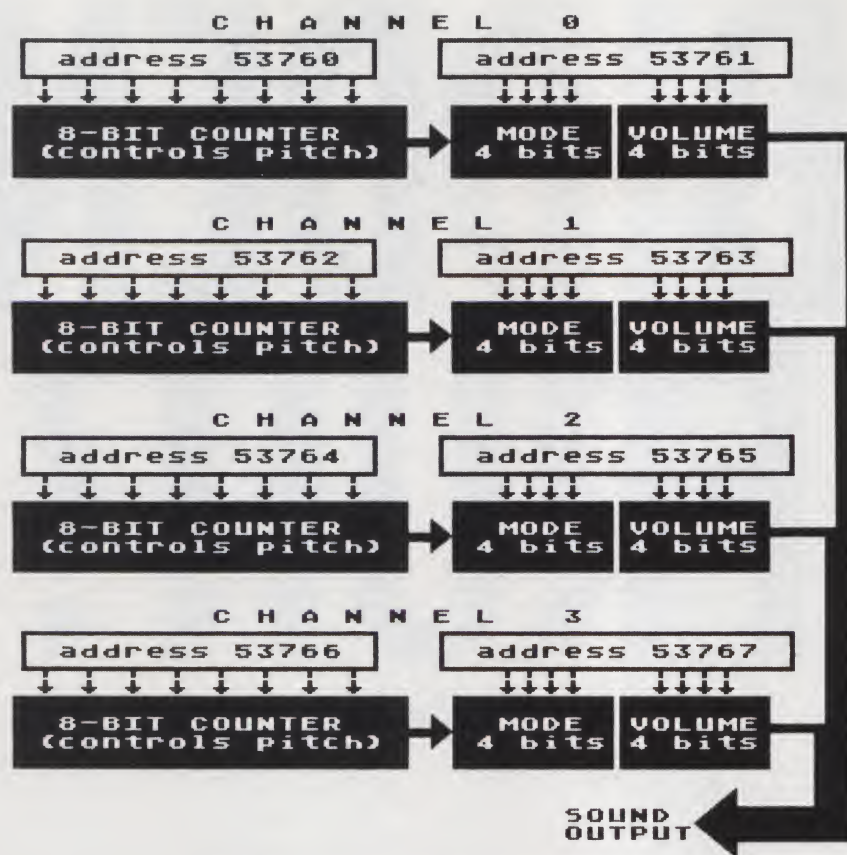 CHANNEL 0
address 53760 address 53761
8-BIT COUNTER MODE VOLUME
(controls pitch) 4 bits 4 bits
CHANNEL 1
address 53762 address 53763
8-BIT COUNTER MODE VOLUME
(controls pitch) 4 bits 4 bits
CHANNEL 2
address 53764 address 53765
8-BIT COUNTER MODE VOLUME
(controls pitch) 4 bits 4 bits
CHANNEL 3
address 53766 address 53767
8-BIT COUNTER MODE VOLUME
(controls pitch) 4 bits 4 bits
SOUND
OUTPUT